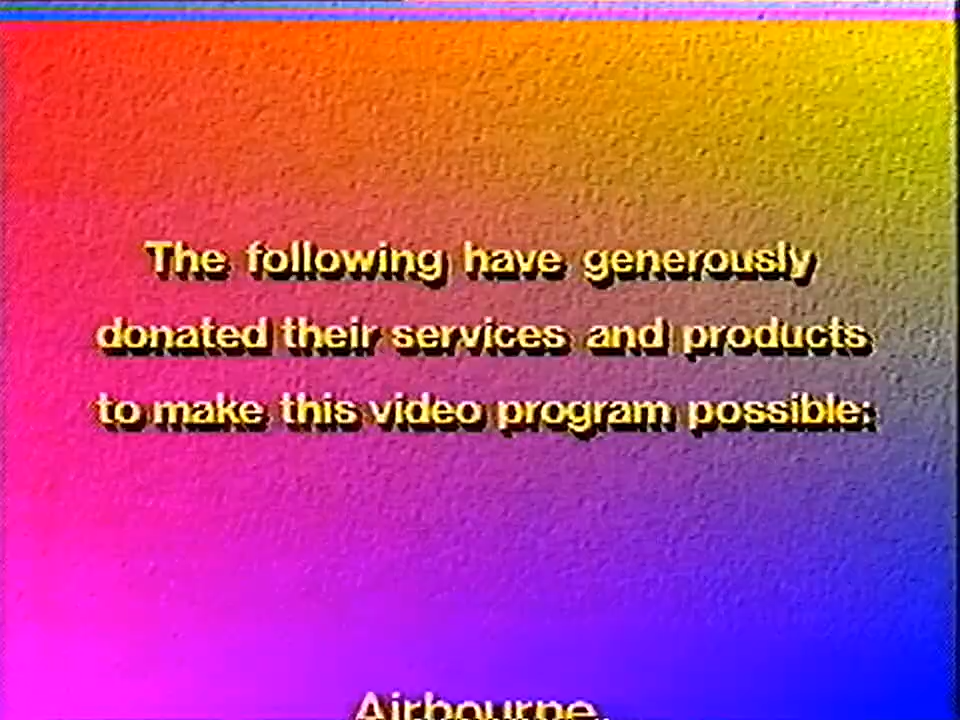 The following have generously
donated their services and products
to make this video program possible:
Airbourne